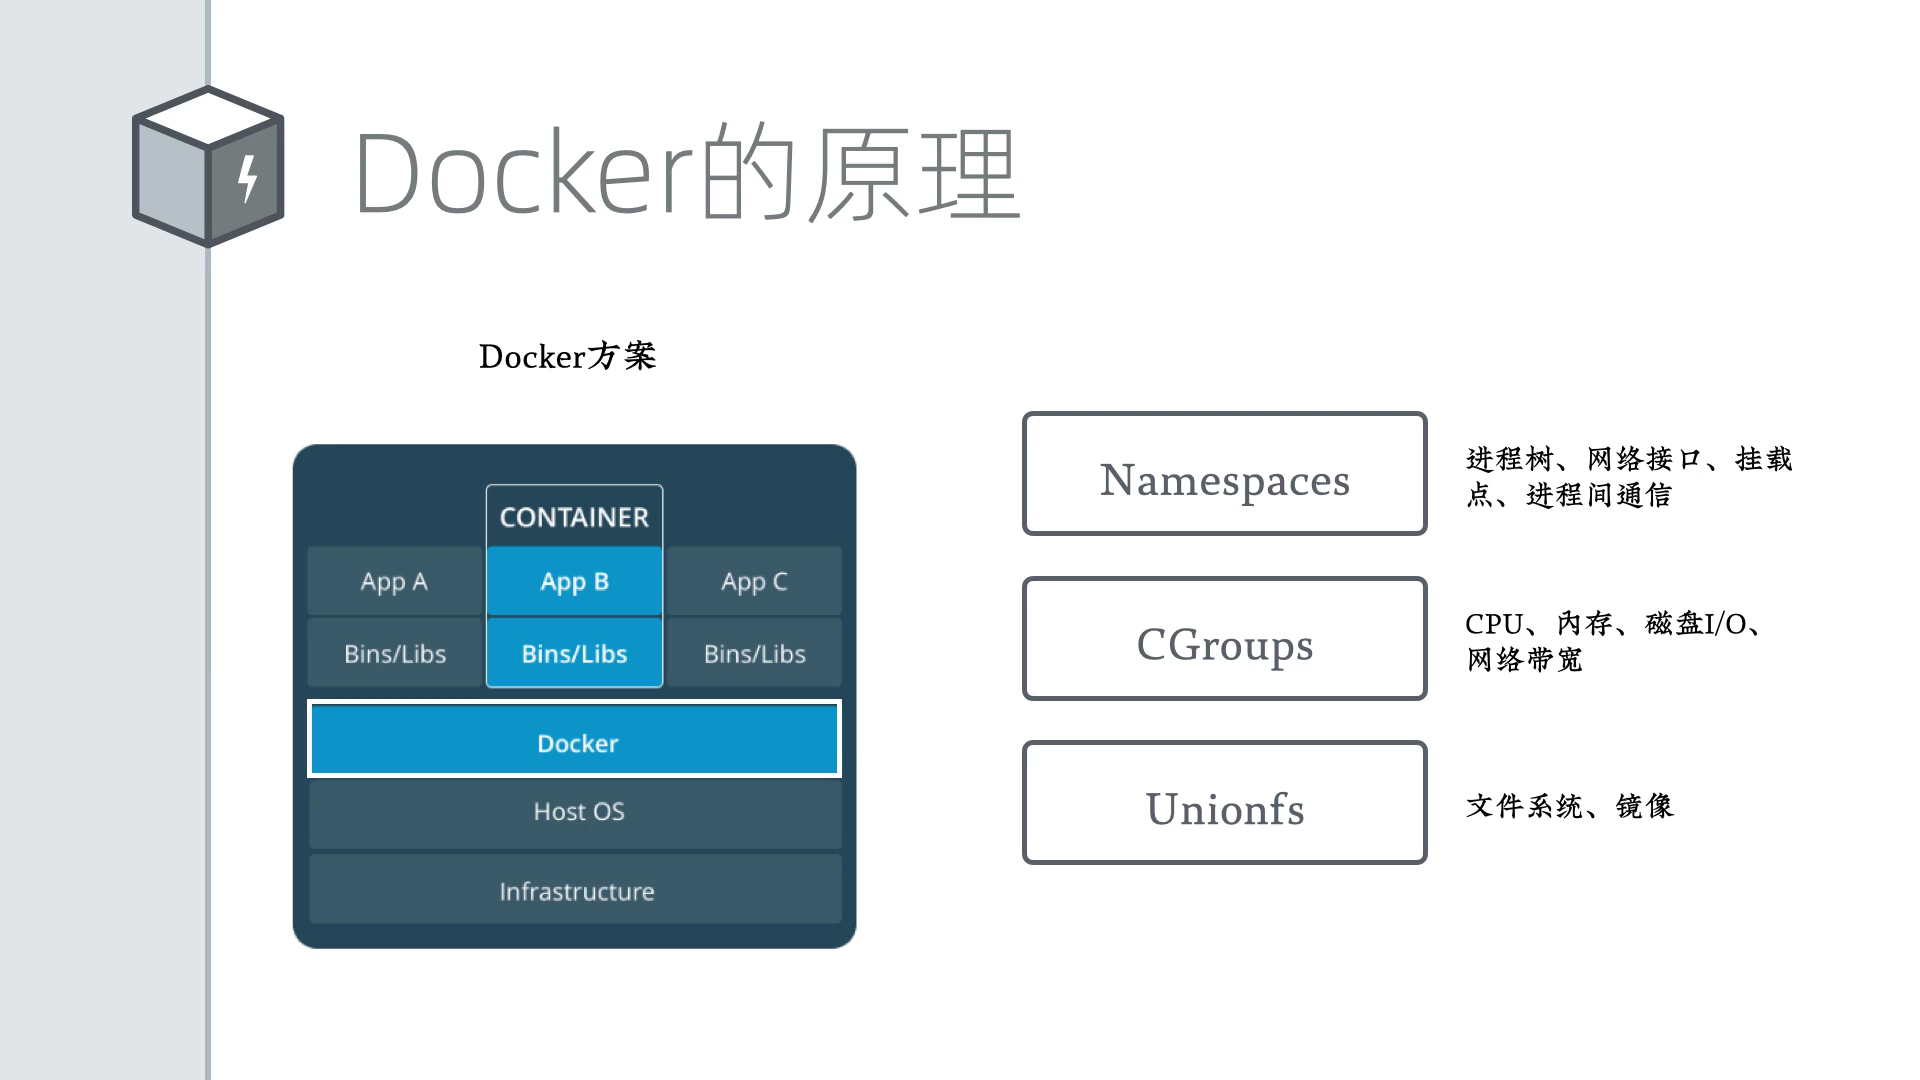 Docker的原理
Docker方案
CONTAINER
App A
App B
App C
Bins/Libs
Bins/Libs
Bins/Libs
Docker
Host OS
Infrastructure
Namespaces
进程树、网络接口、挂载
点、进程间通信
CGroups
CPU、内存、磁盘I/O、
网络带宽
Unionfs
文件系统、镜像